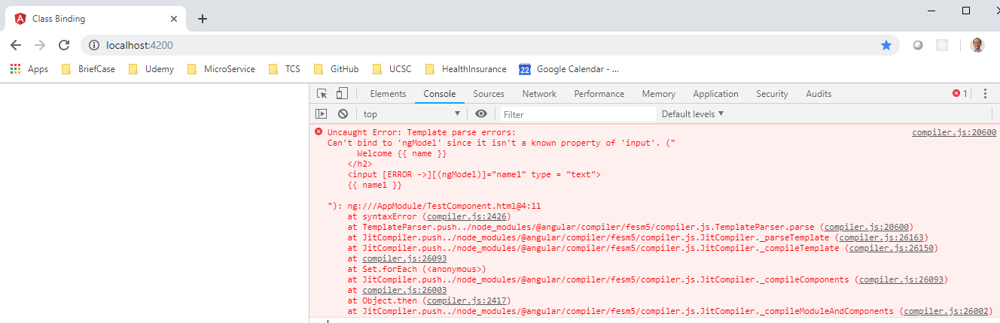 Class Binding
localhost:4200
Apps BriefCase Udemy MicroService TCS GitHub UCSC HealthInsurance 22 Google Calendar - ...
Elements Console Sources Network Performance Memory Application Security Audits 1
top Filter Default levels
Uncaught Error: Template parse errors: compiler.js:20600
Can't bind to 'ngModel' since it isn't a known property of 'input'. ("
Welcome {{ name }}
</h2>
<input [ERROR ->][(ngModel)]="name1" type = "text">
{{ name1 }}
"): ng:///AppModule/TestComponent.html@4:11
at syntaxError (compiler.js:2426)
at TemplateParser.push../node_modules/@angular/compiler/fesm5/compiler.js.TemplateParser.parse (compiler.js:20600)
at JitCompiler.push../node_modules/@angular/compiler/fesm5/compiler.js.JitCompiler._parseTemplate (compiler.js:26163)
at JitCompiler.push../node_modules/@angular/compiler/fesm5/compiler.js.JitCompiler._compileTemplate (compiler.js:26150)
at compiler.js:26093
at Set.forEach (<anonymous>)
at JitCompiler.push../node_modules/@angular/compiler/fesm5/compiler.js.JitCompiler._compileComponents (compiler.js:26093)
at compiler.js:26003
at Object.then (compiler.js:2417)
at JitCompiler.push../node_modules/@angular/compiler/fesm5/compiler.js.JitCompiler._compileModuleAndComponents (compiler.js:26002)